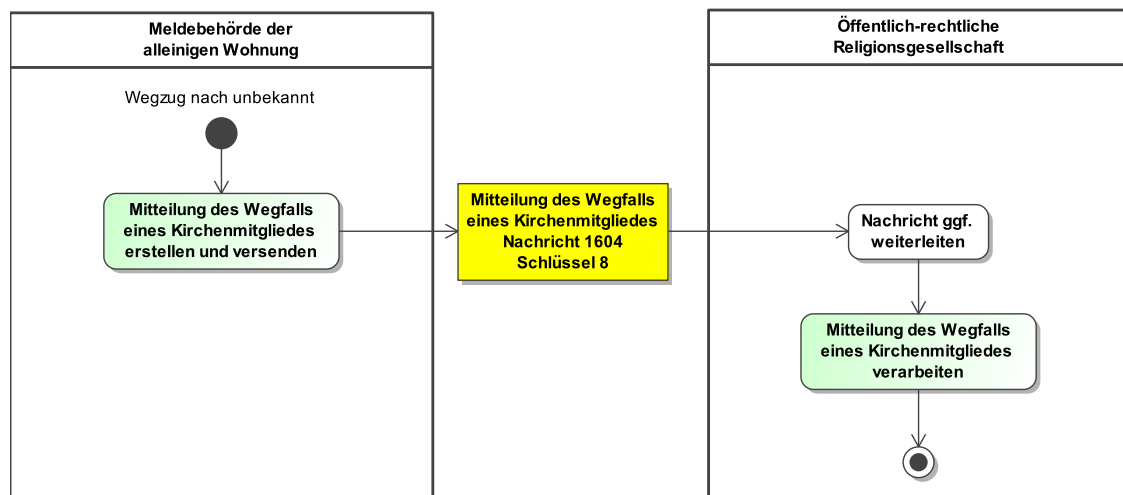 Meldebehörde der
alleinigen Wohnung
Öffentlich-rechtliche
Religionsgesellschaft
Wegzug nach unbekannt
Mitteilung des Wegfalls
eines Kirchenmitgliedes
erstellen und versenden
Mitteilung des Wegfalls
eines Kirchenmitgliedes
Nachricht 1604
Schlüssel 8
Nachricht ggf.
weiterleiten
Mitteilung des Wegfalls
eines Kirchenmitgliedes
verarbeiten